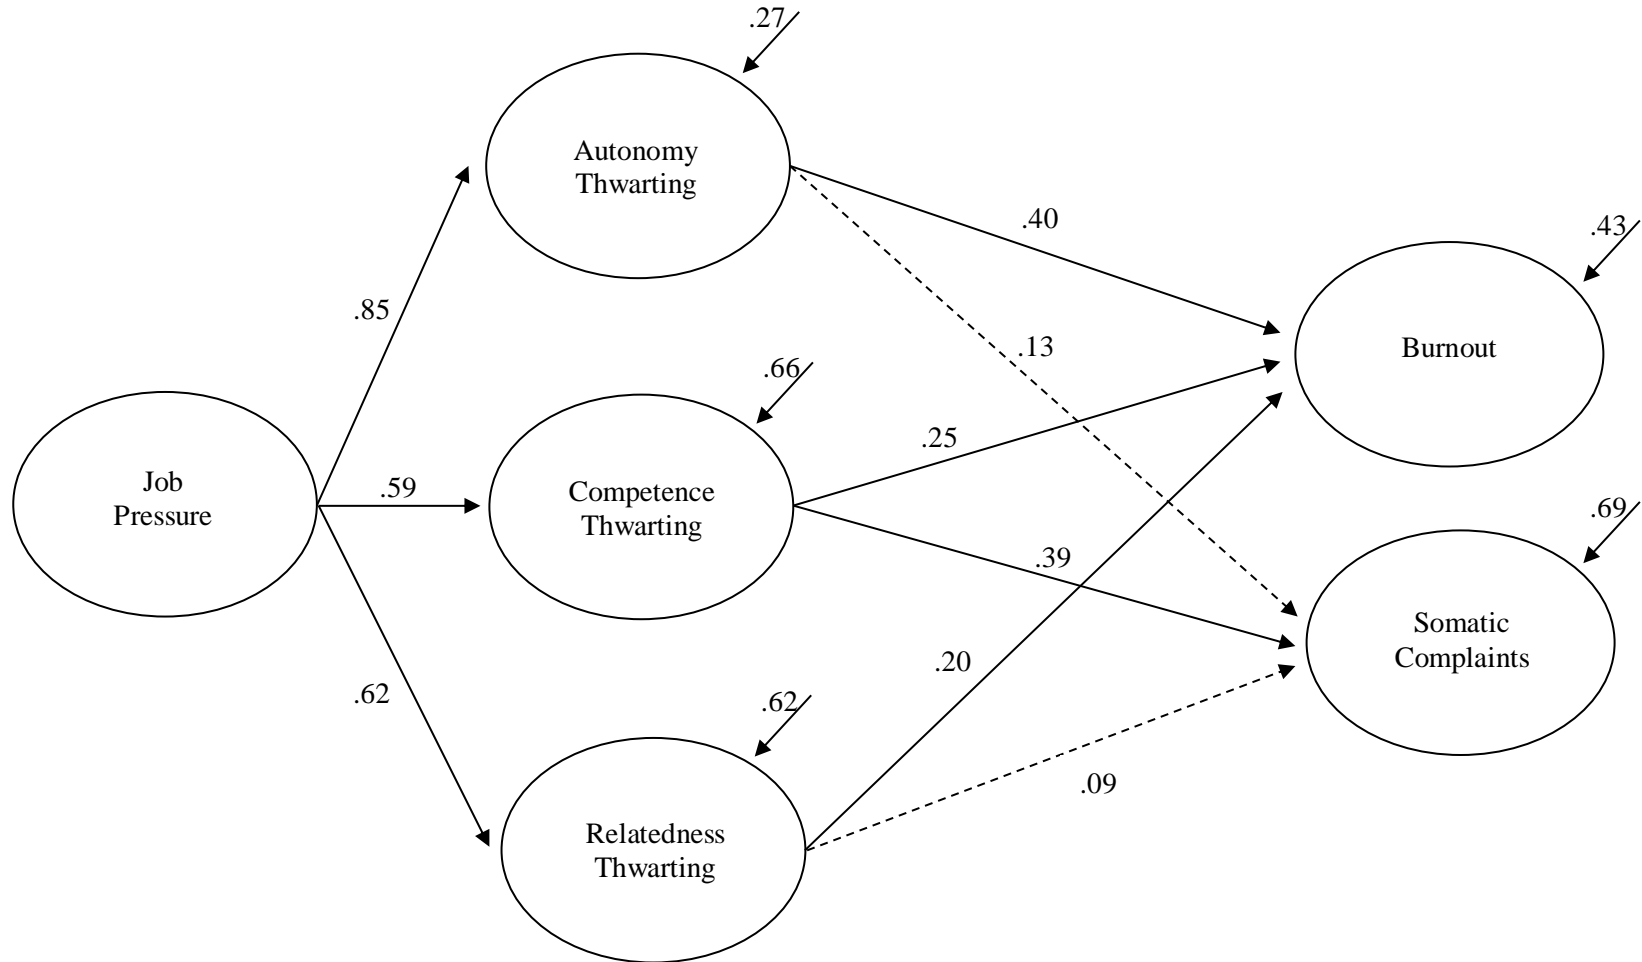 .27
Autonomy
Thwarting
.40
.43
.85
.13
Burnout
.66
.25
Job
Pressure
.59
Competence
Thwarting
.69
.39
Somatic
Complaints
.20
.62
.62
.09
Relatedness
Thwarting